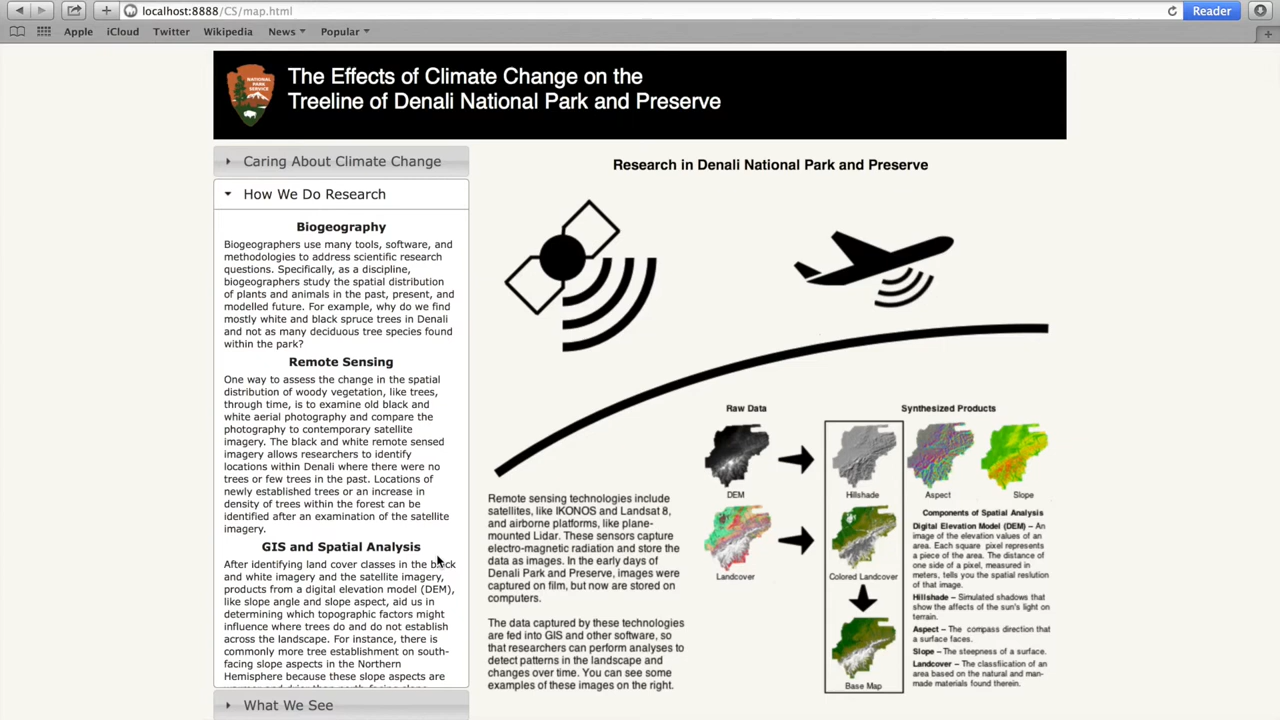 localhost:8888/CS/map.html
Reader
Apple
iCloud
Twitter
Wikipedia
News
Popular
NATIONAL
PARK
SERVICE
The Effects of Climate Change on the
Treeline of Denali National Park and Preserve
Caring About Climate Change
How We Do Research
Biogeography
Biogeographers use many tools, software, and
methodologies to address scientific research
questions. Specifically, as a discipline,
biogeographers study the spatial distribution
of plants and animals in the past, present, and
modelled future. For example, why do we find
mostly white and black spruce trees in Denali
and not as many deciduous tree species found
within the park?
Remote Sensing
One way to assess the change in the spatial
distribution of woody vegetation, like trees,
through time, is to examine old black and
white aerial photography and compare the
photography to contemporary satellite
imagery. The black and white remote sensed
imagery allows researchers to identify
locations within Denali where there were no
trees or few trees in the past. Locations of
newly established trees or an increase in
density of trees within the forest can be
identified after an examination of the satellite
imagery.
GIS and Spatial Analysis
After identifying land cover classes in the black
and white imagery and the satellite imagery,
products from a digital elevation model (DEM),
like slope angle and slope aspect, aid us in
determining which topographic factors might
influence where trees do and do not establish
across the landscape. For instance, there is
commonly more tree establishment on south-
facing slope aspects in the Northern
Hemisphere because these slope aspects are
What We See
Research in Denali National Park and Preserve
Remote sensing technologies include
satellites, like IKONOS and Landsat 8,
and airborne platforms, like plane-
mounted Lidar. These sensors capture
electro-magnetic radiation and store the
data as images. In the early days of
Denali Park and Preserve, images were
captured on film, but now are stored on
computers.
The data captured by these technologies
are fed into GIS and other software, so
that researchers can perform analyses to
detect patterns in the landscape and
changes over time. You can see some
examples of these images on the right.
Raw Data
Synthesized Products
DEM
Hillshade
Aspect
Slope
Landcover
Colored Landcover
Base Map
Components of Spatial Analysis
Digital Elevation Model (DEM) – An
image of the elevation values of an
area. Each square pixel represents
a piece of the area. The distance of
one side of a pixel, measured in
meters, tells you the spatial reslution
of that image.
Hillshade – Simulated shadows that
show the affects of the sun's light on
terrain.
Aspect – The compass direction that
a surface faces.
Slope – The steepness of a surface.
Landcover – The classfiication of an
area based on the natural and man-
made materials found therein.